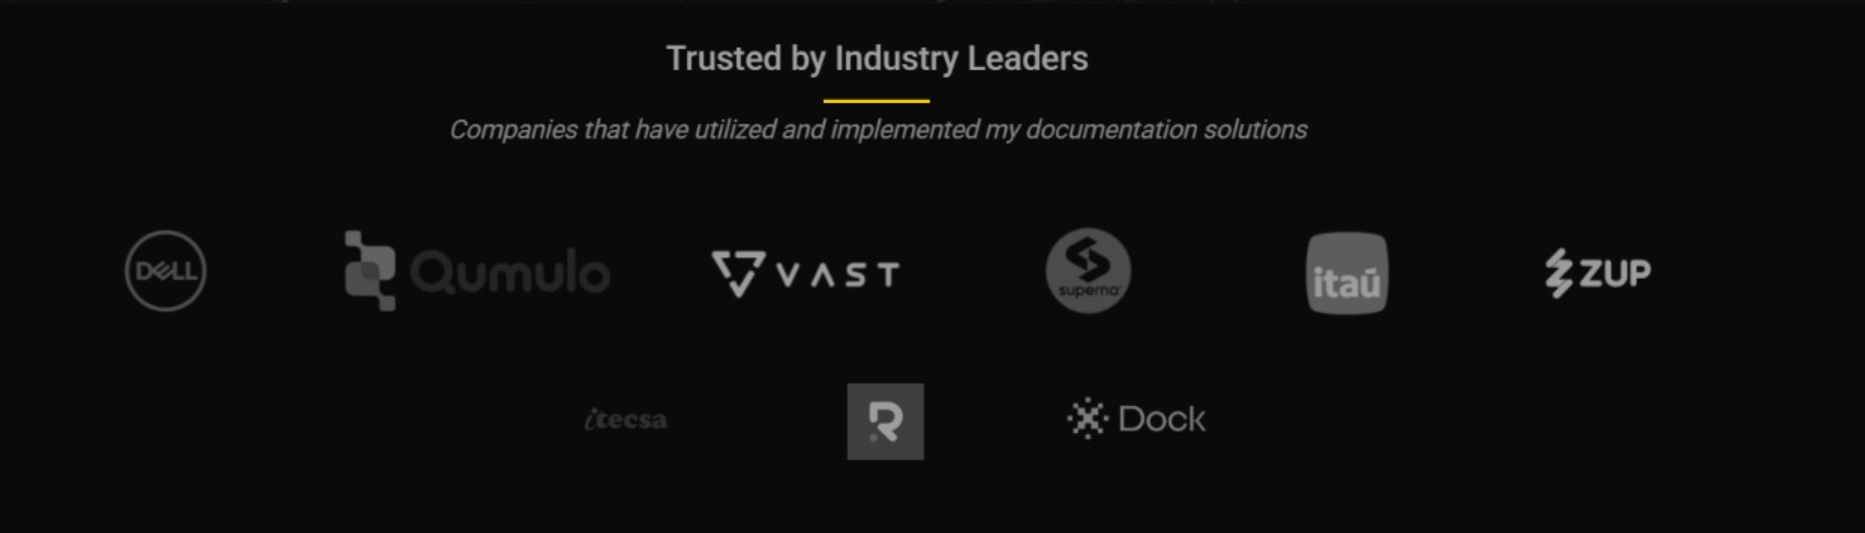 Trusted by Industry Leaders
Companies that have utilized and implemented my documentation solutions
DELL
Qumulo
VAST
superna
itaú
ZUP
itecsa
R
Dock